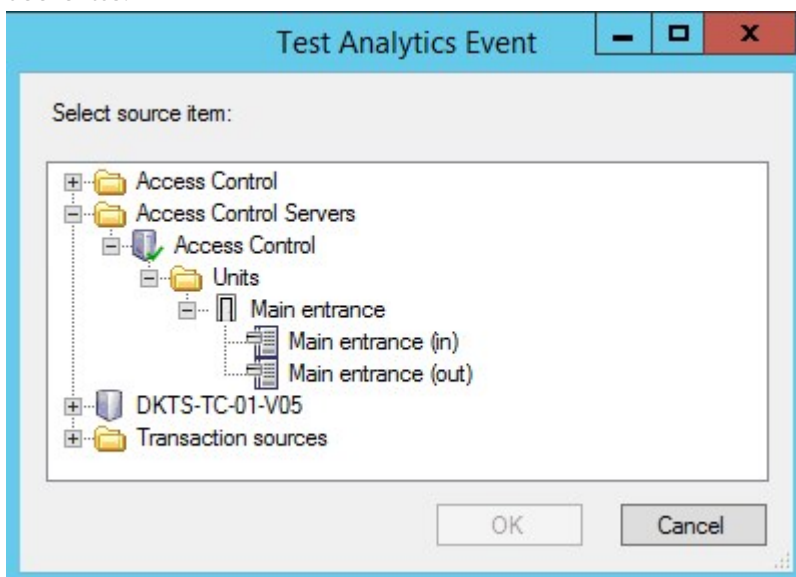 Test Analytics Event
Select source item:
Access Control
Access Control Servers
Access Control
Units
Main entrance
Main entrance (in)
Main entrance (out)
DKTS-TC-01-V05
Transaction sources
OK
Cancel